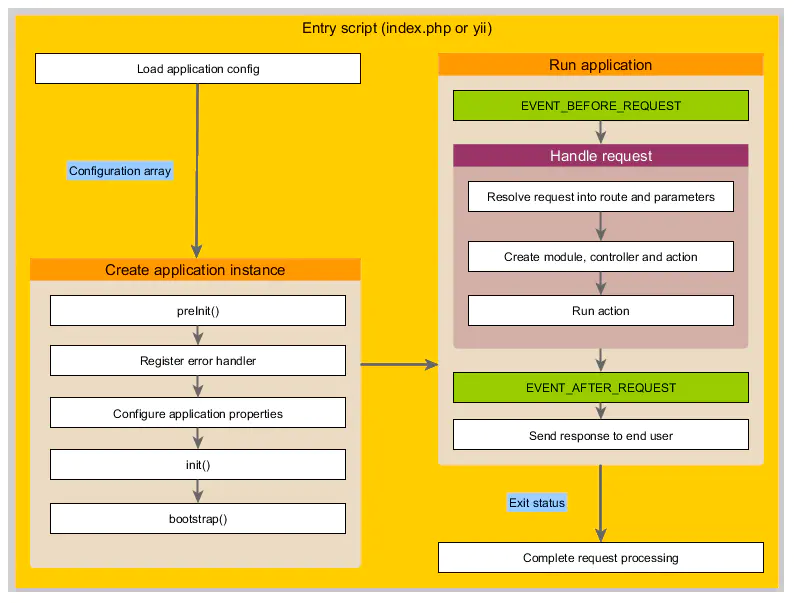 Entry script (index.php or yii)
Load application config
Configuration array
Create application instance
preInit()
Register error handler
Configure application properties
init()
bootstrap()
Run application
EVENT_BEFORE_REQUEST
Handle request
Resolve request into route and parameters
Create module, controller and action
Run action
EVENT_AFTER_REQUEST
Send response to end user
Exit status
Complete request processing